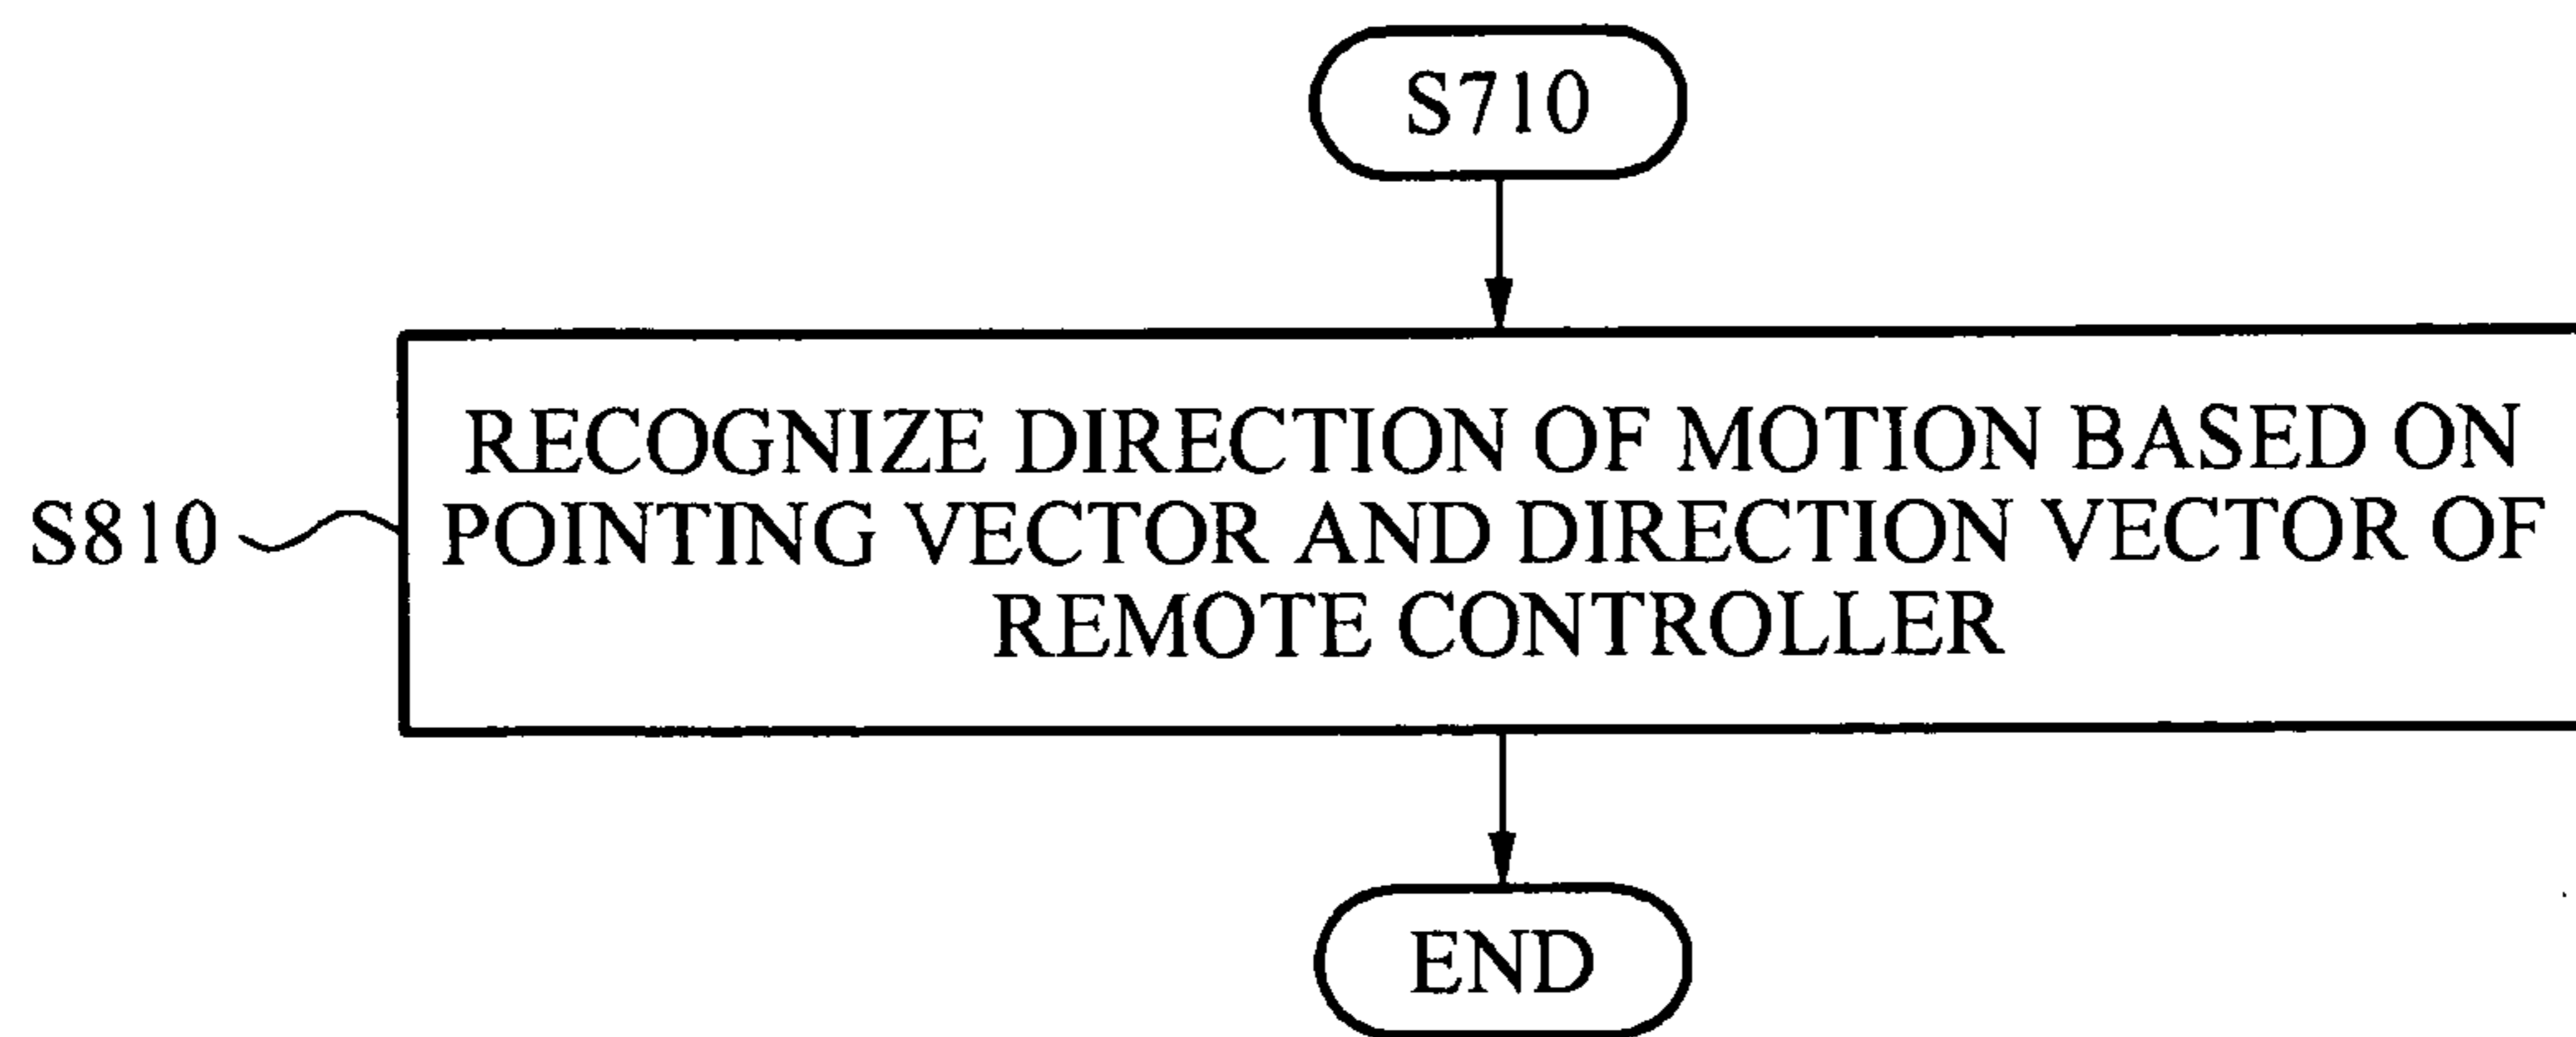 S710
RECOGNIZE DIRECTION OF MOTION BASED ON
POINTING VECTOR AND DIRECTION VECTOR OF
REMOTE CONTROLLER
S810
END